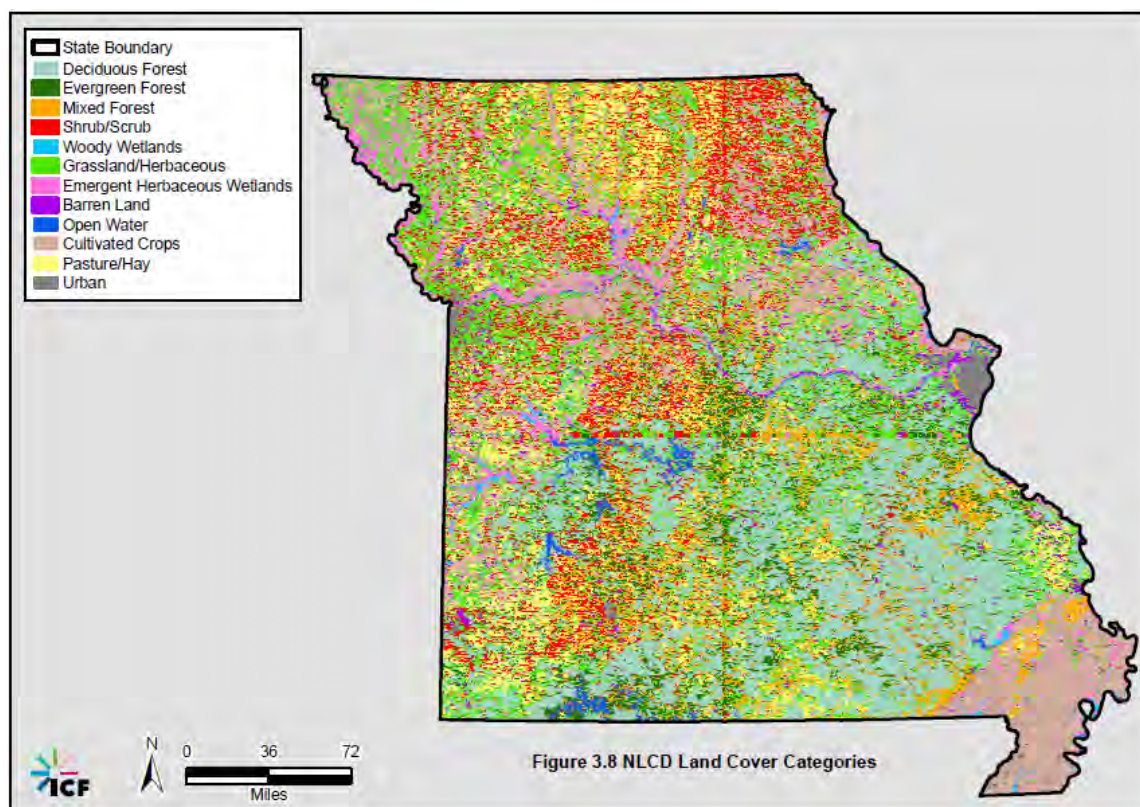 State Boundary
Deciduous Forest
Evergreen Forest
Mixed Forest
Shrub/Scrub
Woody Wetlands
Grassland/Herbaceous
Emergent Herbaceous Wetlands
Barren Land
Open Water
Cultivated Crops
Pasture/Hay
Urban
ICF
N
0 36 72
Miles
Figure 3.8 NLCD Land Cover Categories